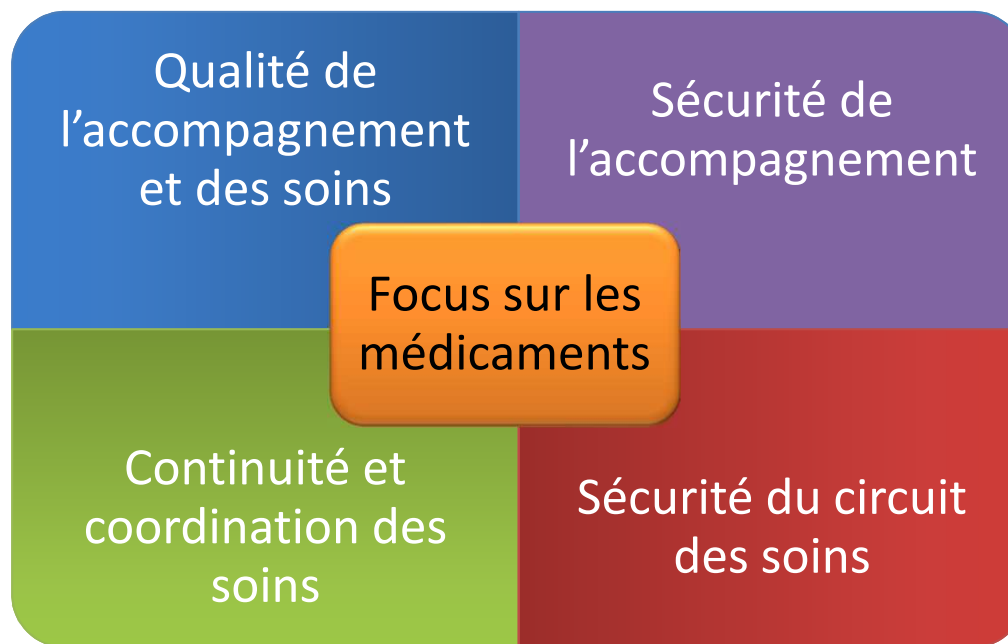 Qualité de
l’accompagnement
et des soins
Sécurité de
l’accompagnement
Focus sur les
médicaments
Continuité et
coordination des
soins
Sécurité du circuit
des soins